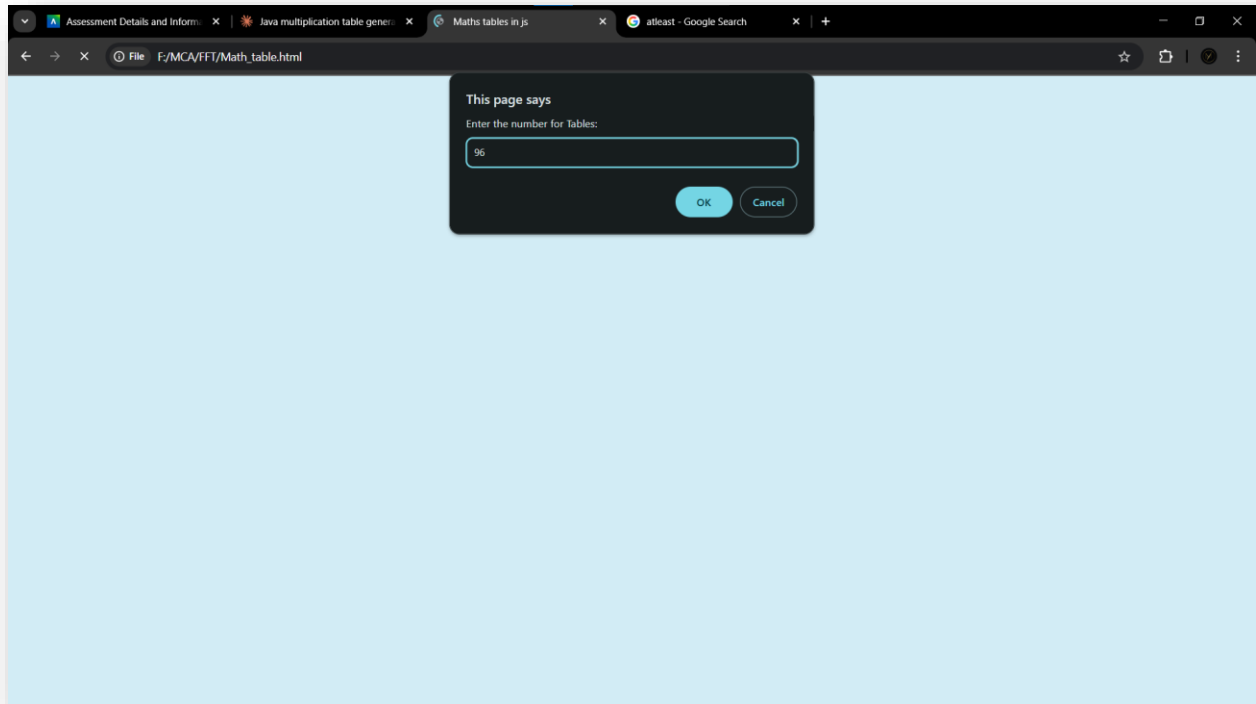 Assessment Details and Inform
Java multiplication table genera
Maths tables in js
atleast - Google Search
File
F:/MCA/FFT/Math_table.html
This page says
Enter the number for Tables:
96
OK
Cancel